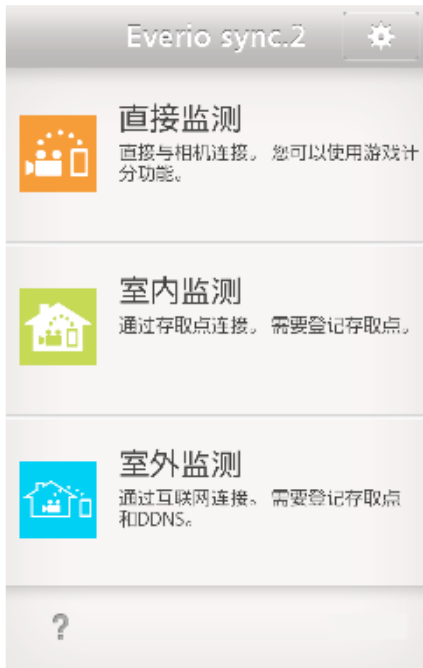 Everio sync.2
直接监测
直接与相机连接。 您可以使用游戏计
分功能。
室内监测
通过存取点连接。 需要登记存取点。
室外监测
通过互联网连接。 需要登记存取点
和DDNS。
?